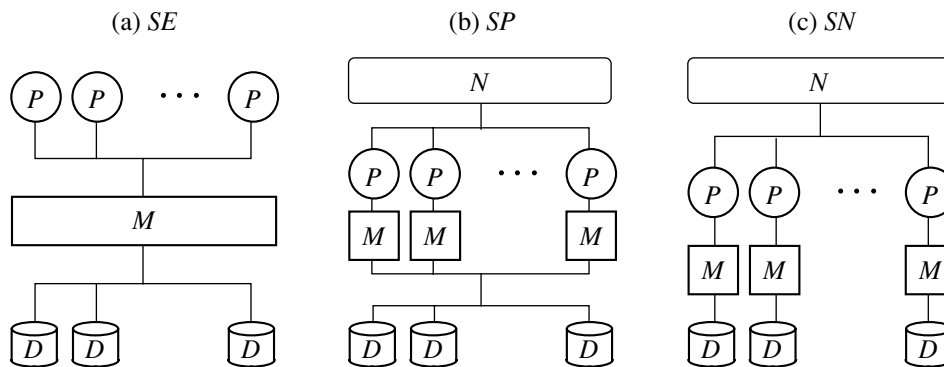 (a) SE
P P ··· P
M
D D D
(b) SP
N
P P ··· P
M M M
D D D
(c) SN
N
P P ··· P
M M M
D D D